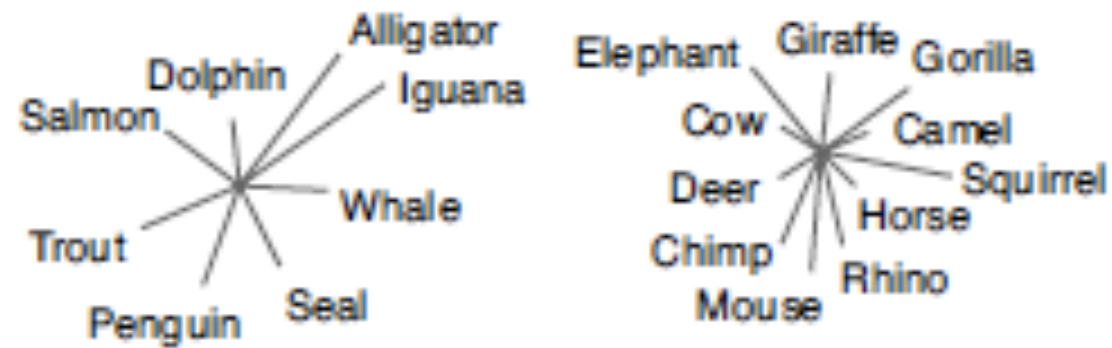 Alligator
Dolphin
Iguana
Salmon
Whale
Trout
Seal
Penguin
Giraffe
Elephant
Gorilla
Cow
Camel
Squirrel
Deer
Horse
Chimp
Rhino
Mouse